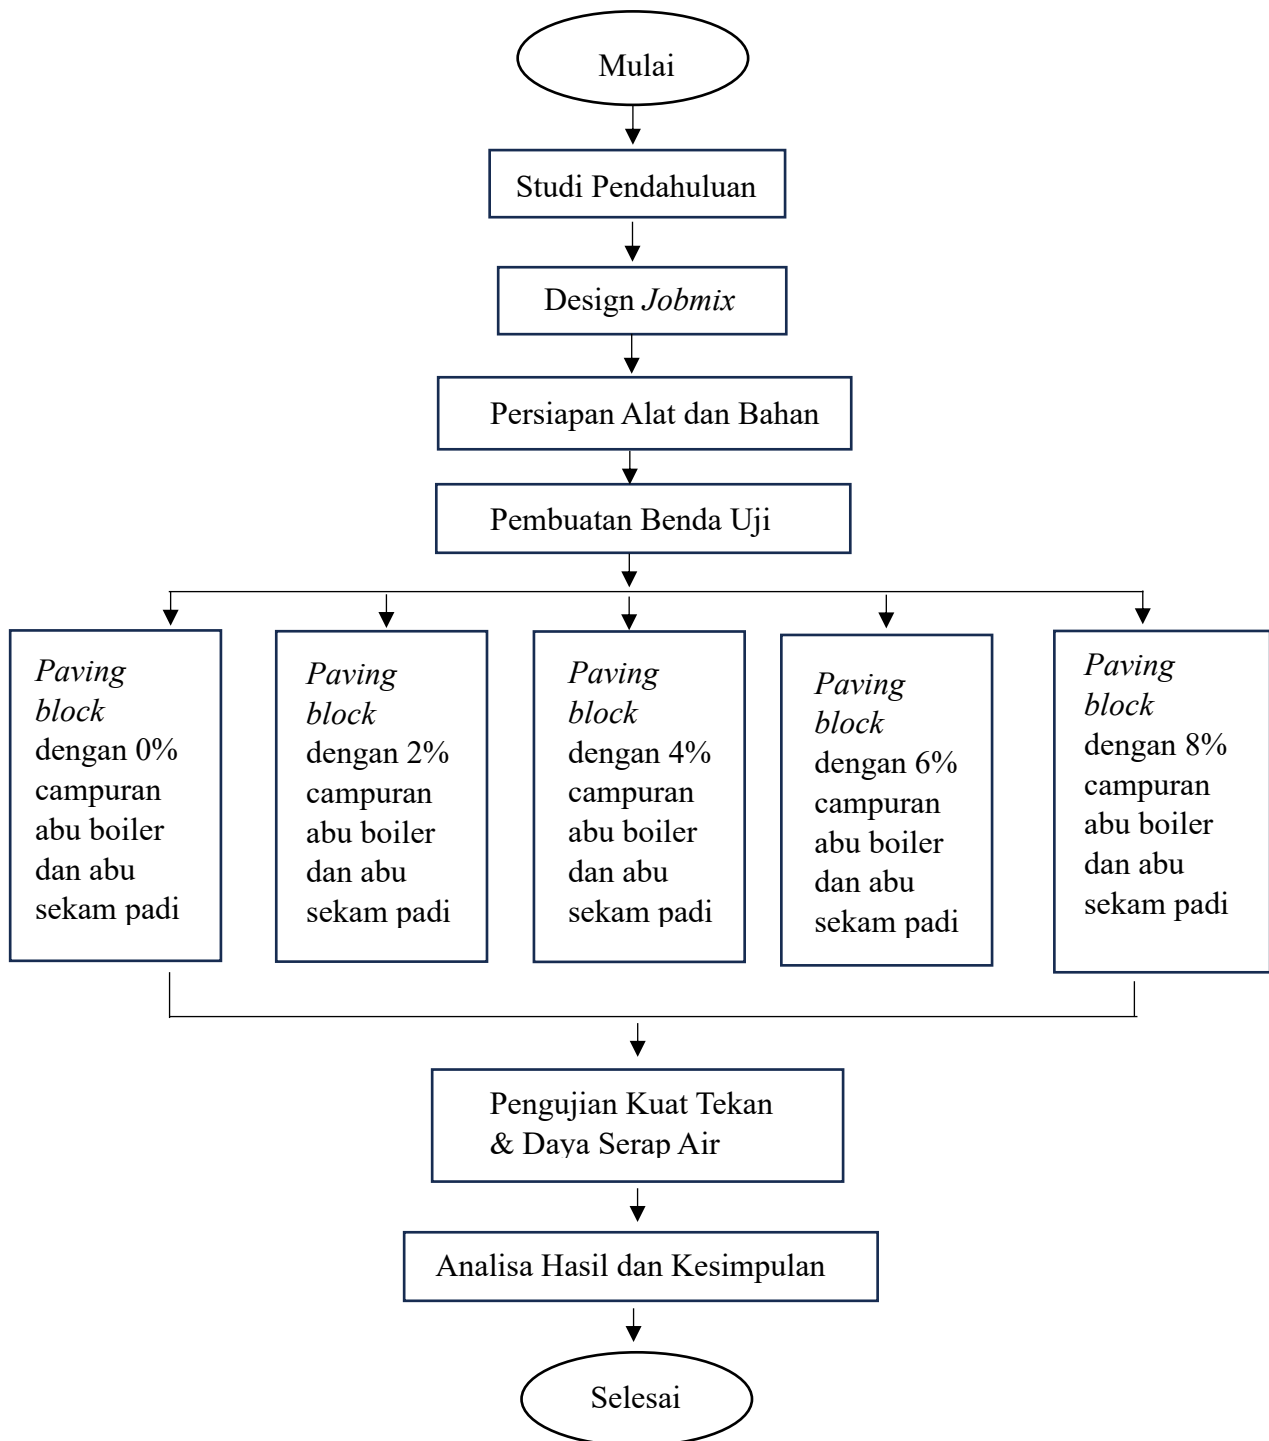 Mulai
Studi Pendahuluan
Design Jobmix
Persiapan Alat dan Bahan
Pembuatan Benda Uji
Paving
block
dengan 0%
campuran
abu boiler
dan abu
sekam padi
Paving
block
dengan 2%
campuran
abu boiler
dan abu
sekam padi
Paving
block
dengan 4%
campuran
abu boiler
dan abu
sekam padi
Paving
block
dengan 6%
campuran
abu boiler
dan abu
sekam padi
Paving
block
dengan 8%
campuran
abu boiler
dan abu
sekam padi
Pengujian Kuat Tekan
& Daya Serap Air
Analisa Hasil dan Kesimpulan
Selesai